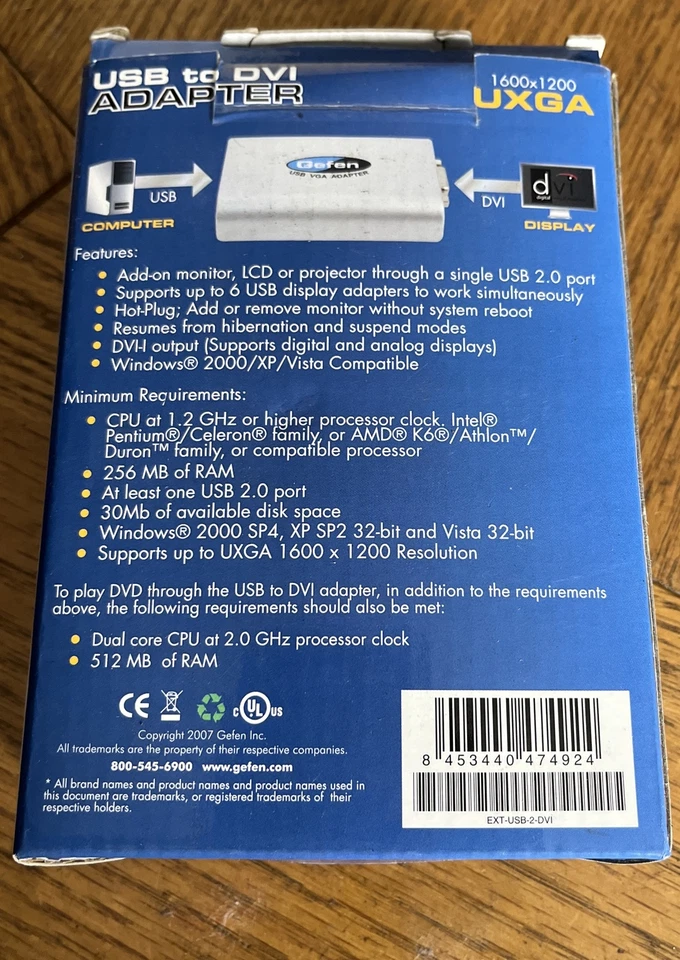 USB to DVI
ADAPTER
1600x1200
UXGA
Gefen
USB VGA ADAPTER
USB
DVI
dvi
digital
COMPUTER
DISPLAY
Features:
• Add-on monitor, LCD or projector through a single USB 2.0 port
• Supports up to 6 USB display adapters to work simultaneously
• Hot-Plug; Add or remove monitor without system reboot
• Resumes from hibernation and suspend modes
• DVI-I output (Supports digital and analog displays)
• Windows® 2000/XP/Vista Compatible
Minimum Requirements:
• CPU at 1.2 GHz or higher processor clock. Intel®
Pentium®/Celeron® family, or AMD® K6®/Athlon™/
Duron™ family, or compatible processor
• 256 MB of RAM
• At least one USB 2.0 port
• 30Mb of available disk space
• Windows® 2000 SP4, XP SP2 32-bit and Vista 32-bit
• Supports up to UXGA 1600 x 1200 Resolution
To play DVD through the USB to DVI adapter, in addition to the requirements
above, the following requirements should also be met:
• Dual core CPU at 2.0 GHz processor clock
• 512 MB of RAM
CE
c UL us
Copyright 2007 Gefen Inc.
All trademarks are the property of their respective companies.
800-545-6900 www.gefen.com
* All brand names and product names and product names used in
this document are trademarks, or registered trademarks of their
respective holders.
8 453440 474924
EXT-USB-2-DVI